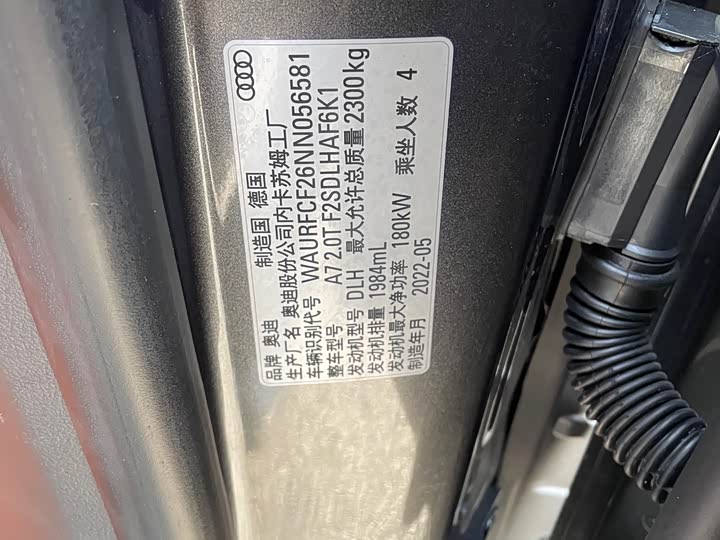 品牌 奥迪 制造国 德国
生产厂名 奥迪股份公司内卡苏姆工厂
车辆识别代号 WAURFCF26NN056581
整车型号 A7 2.0T F2SDLHAF6K1
发动机型号 DLH 最大允许总质量 2300kg
发动机排量 1984mL
发动机最大净功率 180kW 乘坐人数 4
制造年月 2022-05